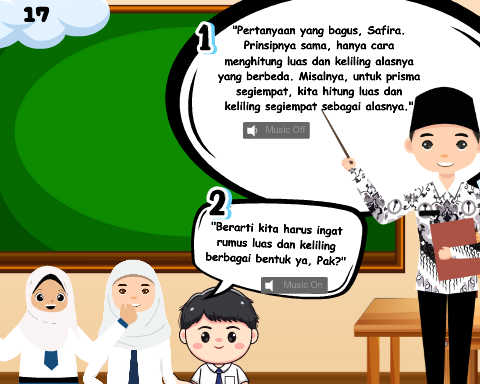 17
1
"Pertanyaan yang bagus, Safira.
Prinsipnya sama, hanya cara
menghitung luas dan keliling alasnya
yang berbeda. Misalnya, untuk prisma
segiempat, kita hitung luas dan
keliling segiempat sebagai alasnya."
Music Off
2
"Berarti kita harus ingat
rumus luas dan keliling
berbagai bentuk ya, Pak?"
Music On